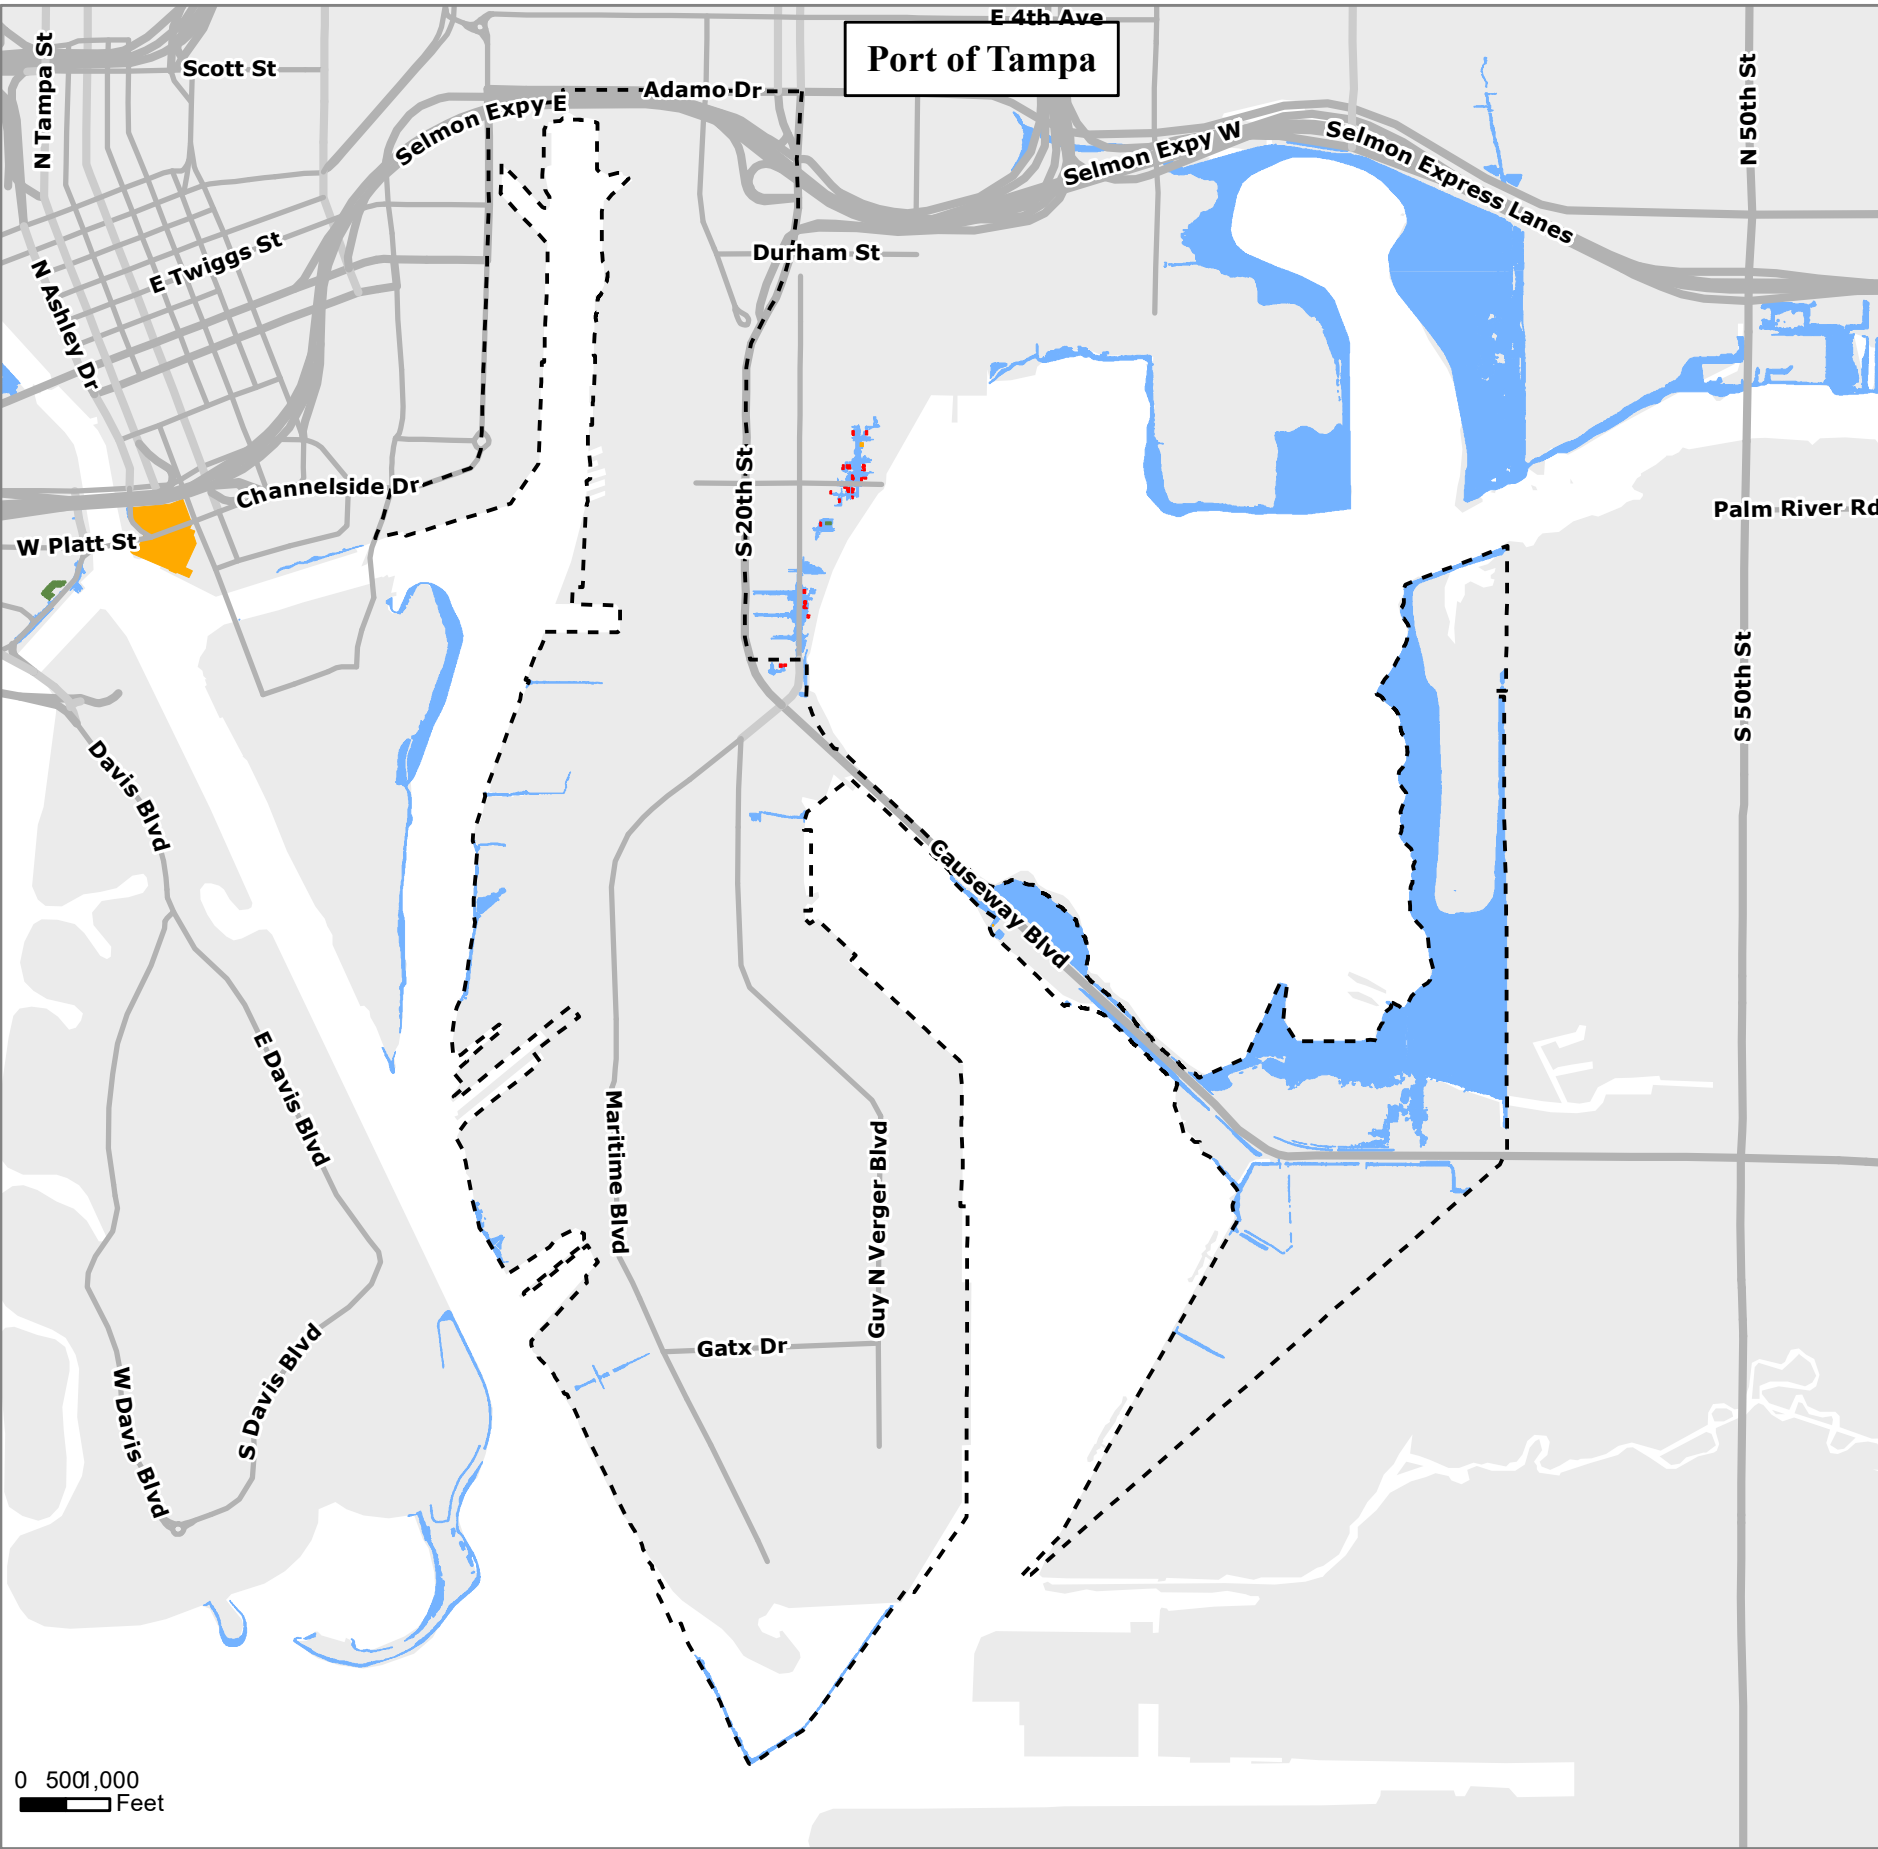 E 4th Ave
Port of Tampa
N Tampa St
Scott St
Adamo Dr
Selmon Expy E
Selmon Expy W
Selmon Express Lanes
N 50th St
E Twiggs St
N Ashley Dr
Durham St
Channelside Dr
W Platt St
S 20th St
Palm River Rd
S 50th St
Davis Blvd
Causeway Blvd
E Davis Blvd
Maritime Blvd
Guy N Verger Blvd
Gatx Dr
S Davis Blvd
W Davis Blvd
0 500 1,000
Feet